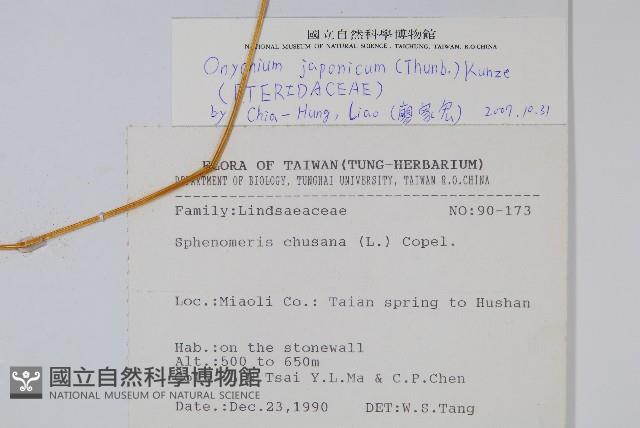 國立自然科學博物館
NATIONAL MUSEUM OF NATURAL SCIENCE, TAICHUNG, TAIWAN, R.O.CHINA
Onychium japonicum (Thunb.) Kunze
(PTERIDACEAE)
by Chia-Hung, Liao (廖家宏) 2007.10.31
FLORA OF TAIWAN(TUNG-HERBARIUM)
DEPARTMENT OF BIOLOGY, TUNGHAI UNIVERSITY, TAIWAN R.O.CHINA
Family:Lindsaeaceae NO:90-173
Sphenomeris chusana (L.) Copel.
Loc.:Miaoli Co.: Taian spring to Hushan
Hab.:on the stonewall
Alt.:500 to 650m
Tsai Y.L.Ma & C.P.Chen
Date.:Dec.23,1990 DET:W.S.Tang
國立自然科學博物館
NATIONAL MUSEUM OF NATURAL SCIENCE